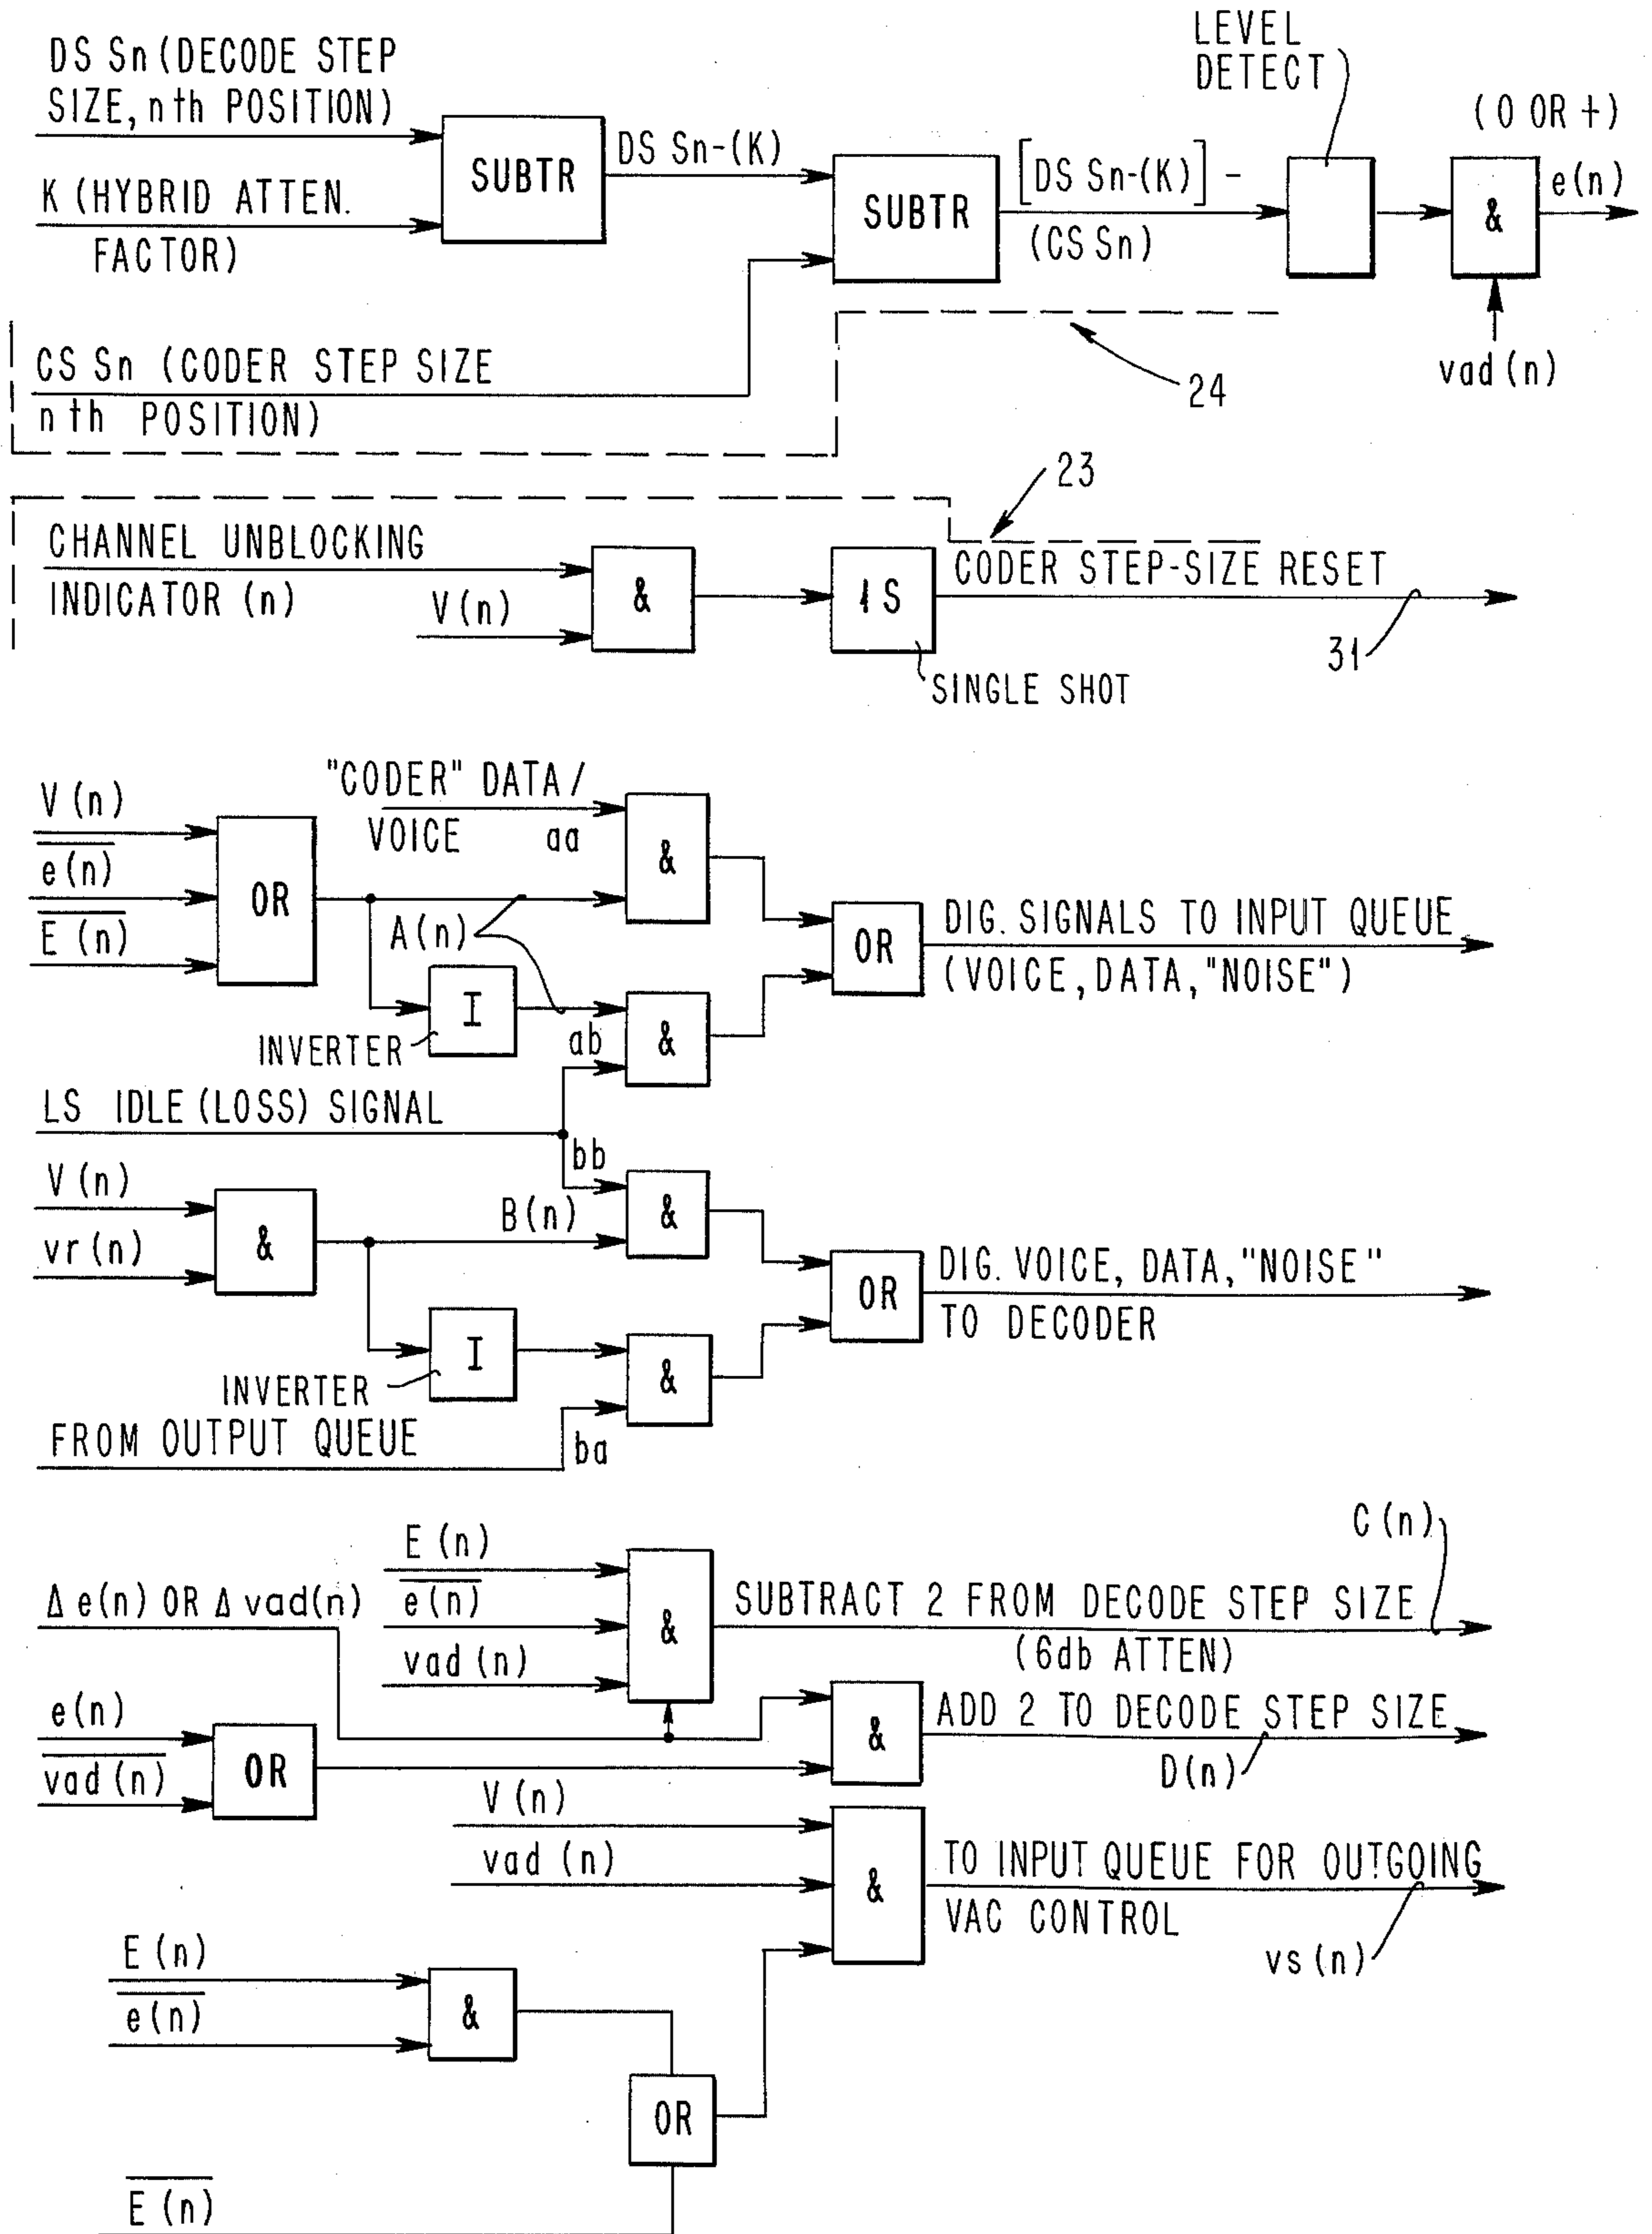 DS Sn (DECODE STEP
SIZE, nth POSITION)
K (HYBRID ATTEN.
FACTOR)
SUBTR
DS Sn-(K)
SUBTR
[DS Sn-(K)] -
(CS Sn)
LEVEL
DETECT
(0 OR +)
&
e(n)
vad(n)
CS Sn (CODER STEP SIZE
nth POSITION)
24
23
CHANNEL UNBLOCKING
INDICATOR (n)
V(n)
&
1 S
CODER STEP-SIZE RESET
31
SINGLE SHOT
V(n)
e(n)̅
E(n)̅
OR
"CODER" DATA/
VOICE
aa
&
A(n)
I
INVERTER
ab
&
OR
DIG. SIGNALS TO INPUT QUEUE
(VOICE, DATA, "NOISE")
LS IDLE (LOSS) SIGNAL
bb
V(n)
vr(n)
&
B(n)
&
I
INVERTER
&
OR
DIG. VOICE, DATA, "NOISE"
TO DECODER
FROM OUTPUT QUEUE
ba
C(n)
E(n)
e(n)̅
vad(n)
&
SUBTRACT 2 FROM DECODE STEP SIZE
(6db ATTEN)
Δe(n) OR Δvad(n)
e(n)
vad(n)̅
OR
&
ADD 2 TO DECODE STEP SIZE
D(n)
V(n)
vad(n)
&
TO INPUT QUEUE FOR OUTGOING
VAC CONTROL
vs(n)
E(n)
e(n)̅
&
OR
E(n)̅